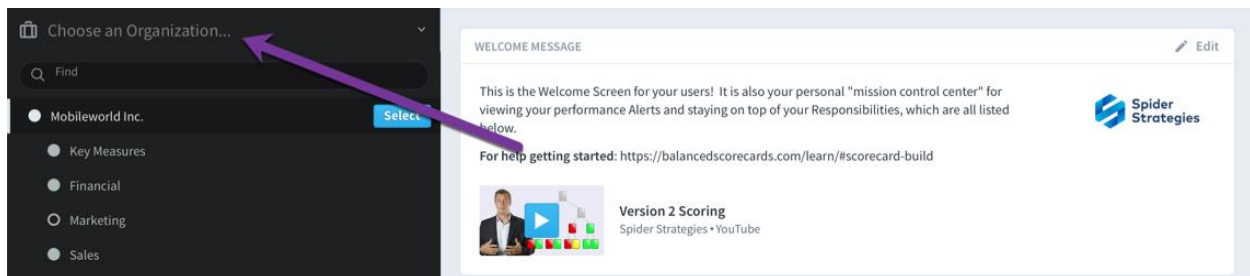 Choose an Organization...
Find
Mobileworld Inc.
Select
Key Measures
Financial
Marketing
Sales
WELCOME MESSAGE
Edit
This is the Welcome Screen for your users! It is also your personal "mission control center" for
viewing your performance Alerts and staying on top of your Responsibilities, which are all listed
below.
For help getting started: https://balancedscorecards.com/learn/#scorecard-build
Spider
Strategies
Version 2 Scoring
Spider Strategies • YouTube